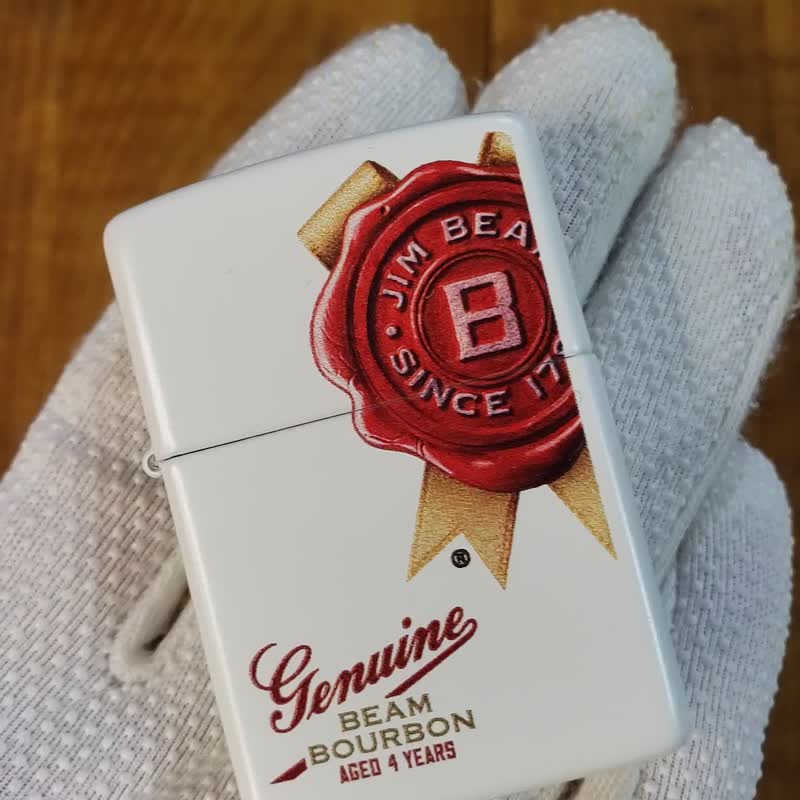 JIM BEA
B
SINCE 17
®
Genuine
BEAM
BOURBON
AGED 4 YEARS